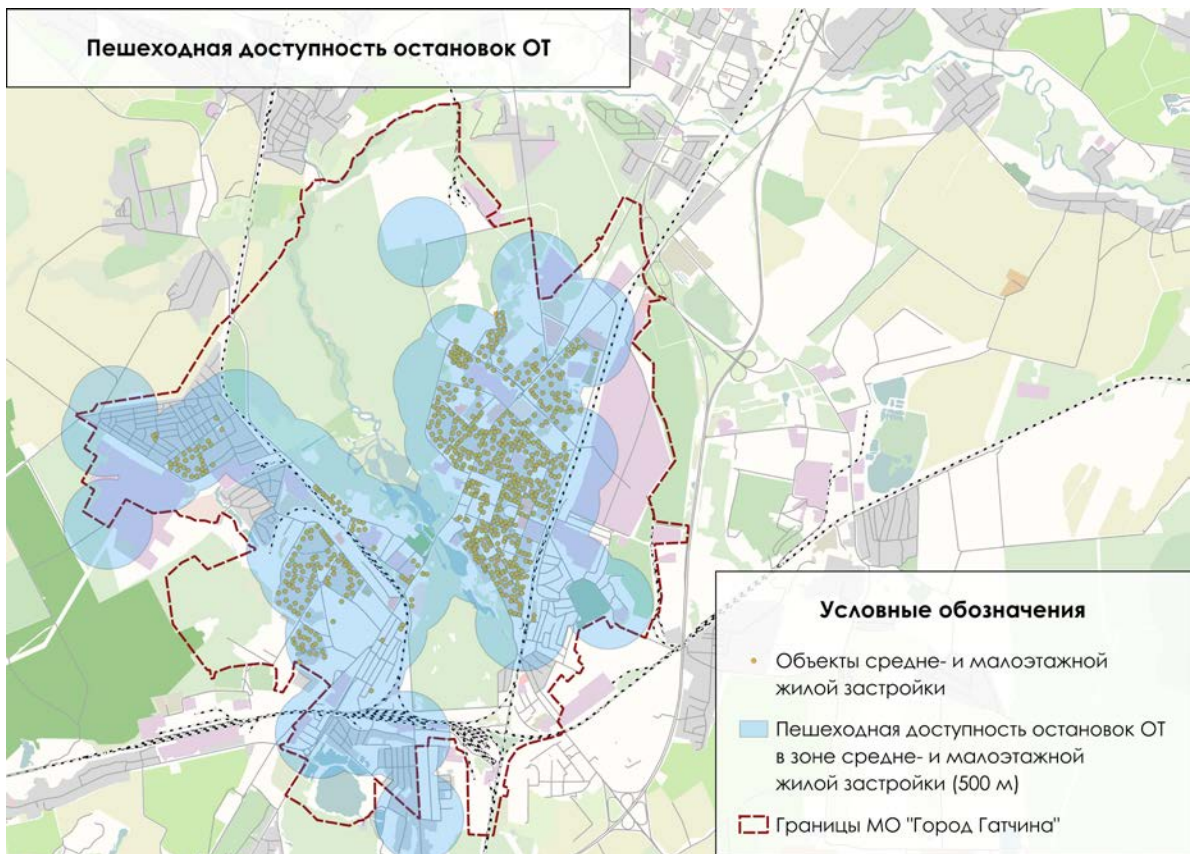 Пешеходная доступность остановок ОТ
Условные обозначения
Объекты средне- и малоэтажной
жилой застройки
Пешеходная доступность остановок ОТ
в зоне средне- и малоэтажной
жилой застройки (500 м)
Границы МО "Город Гатчина"